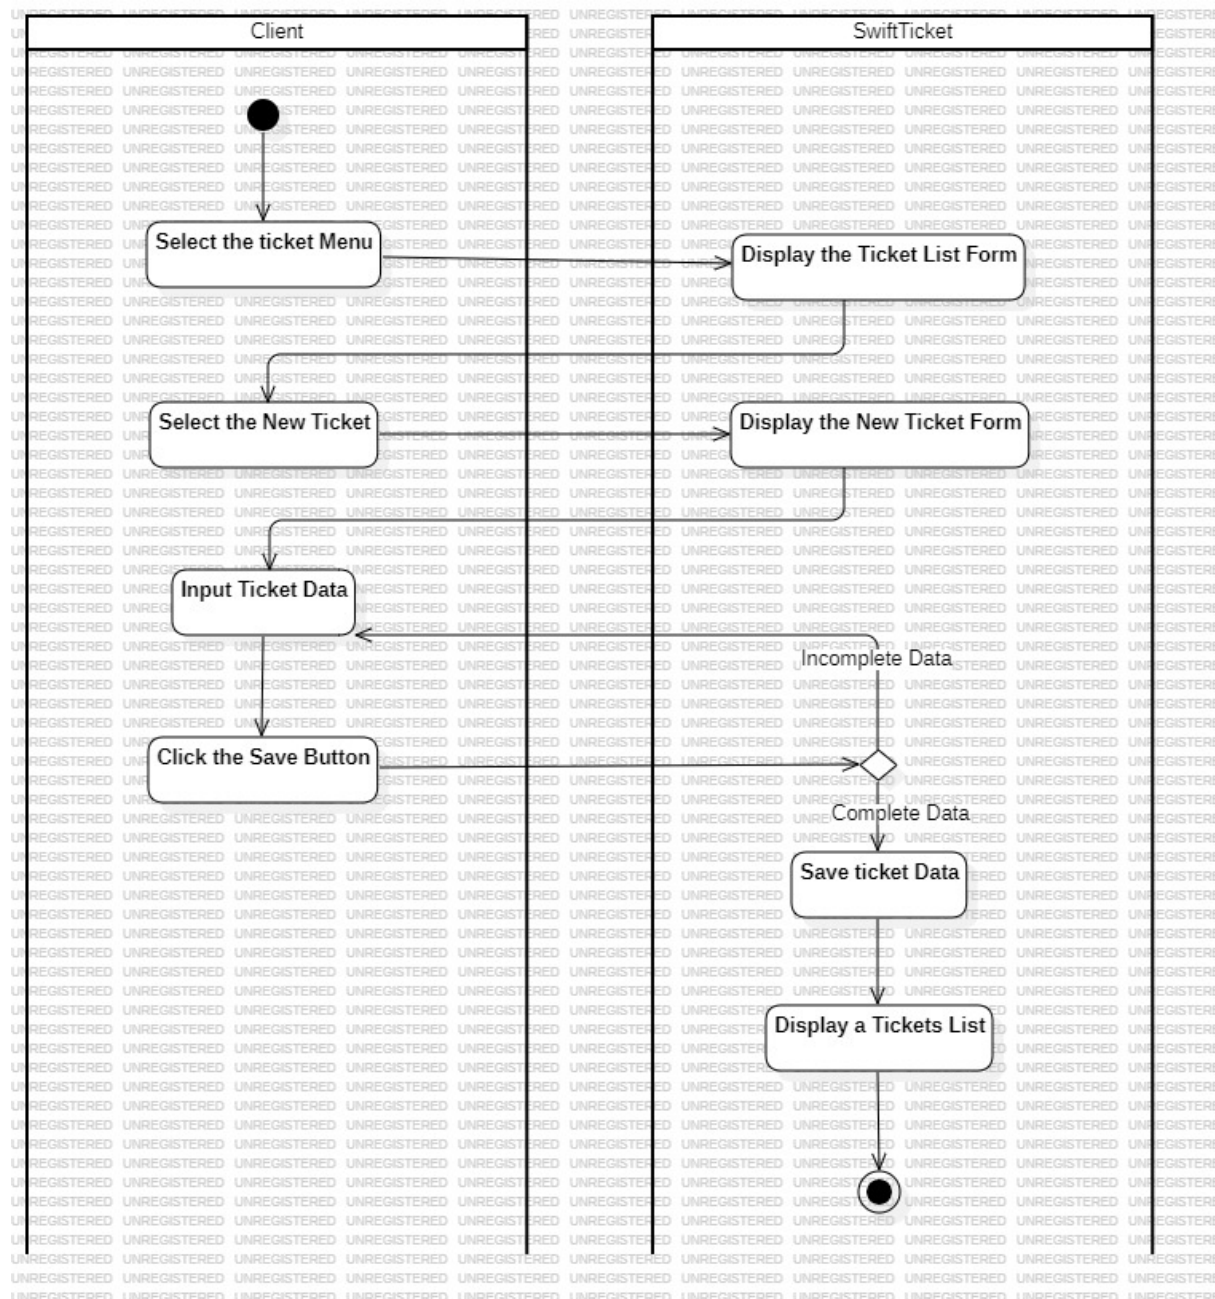 Client
SwiftTicket
Select the ticket Menu
Display the Ticket List Form
Select the New Ticket
Display the New Ticket Form
Input Ticket Data
Incomplete Data
Click the Save Button
Complete Data
Save ticket Data
Display a Tickets List
UNREGISTERED